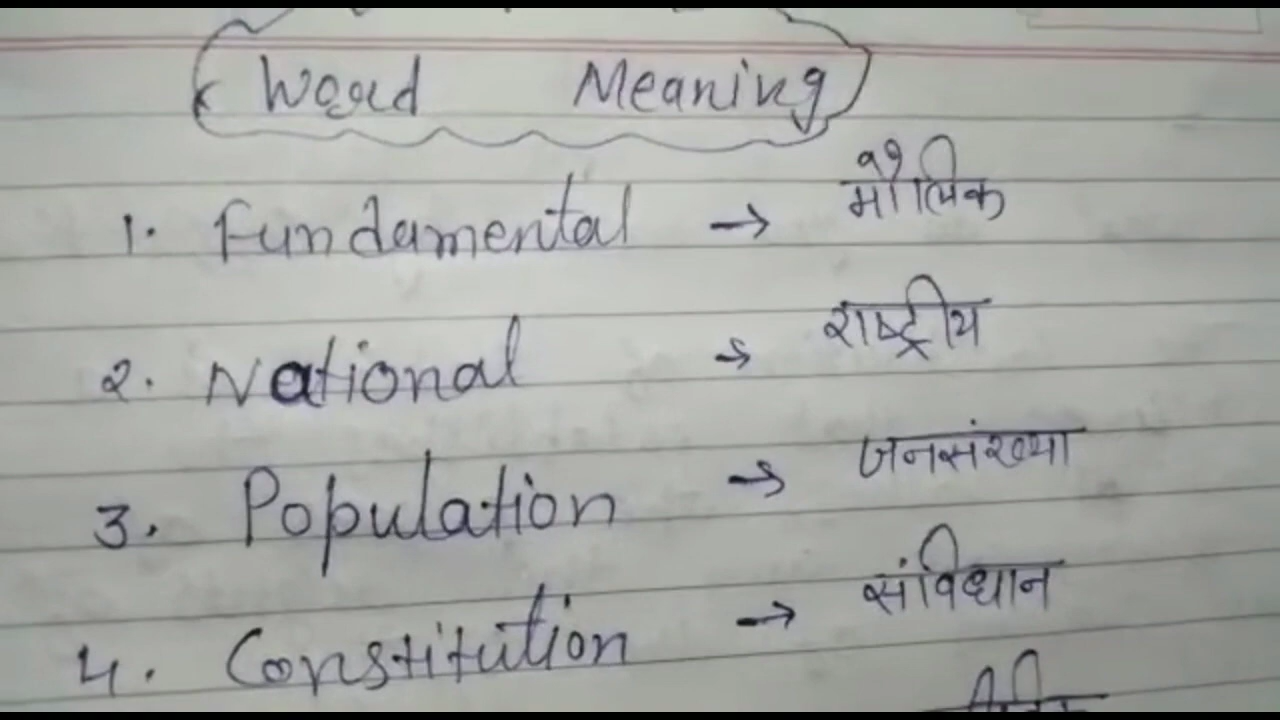 Word Meaning
1. Fundamental → मौलिक
2. National → राष्ट्रीय
3. Population → जनसंख्या
4. Constitution → संविधान